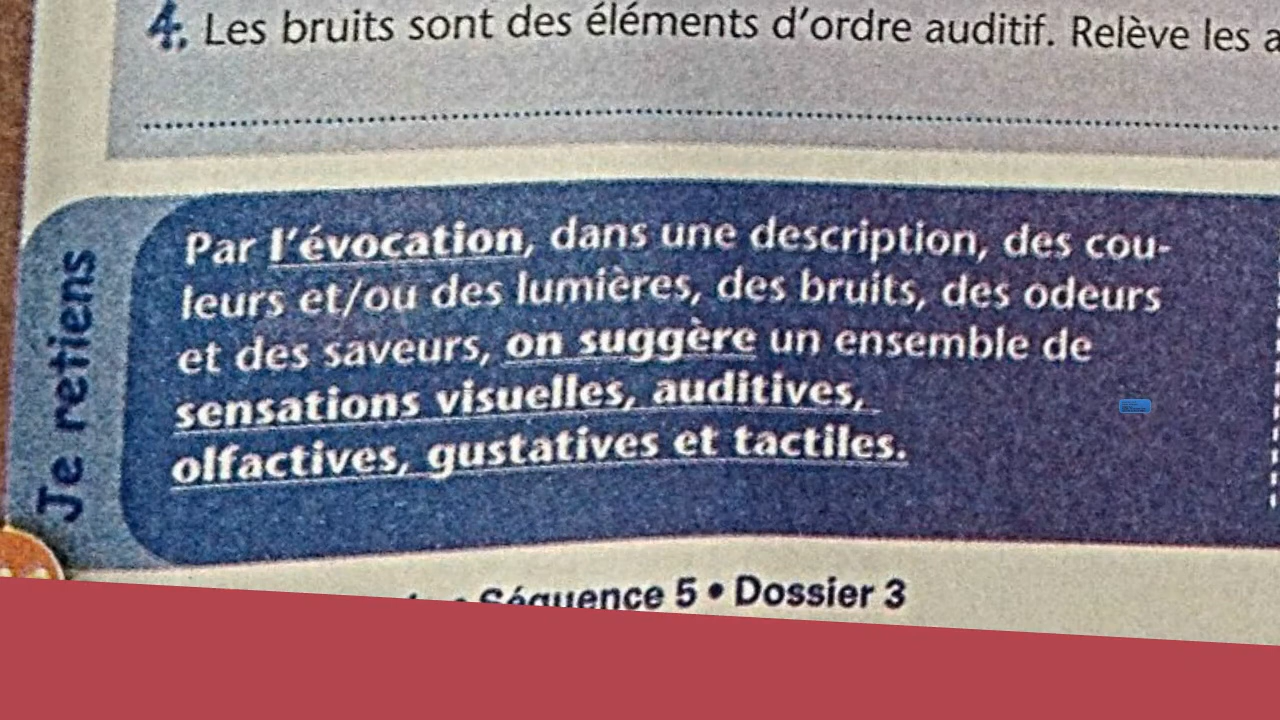 4. Les bruits sont des éléments d'ordre auditif. Relève les
Je retiens
Par l'évocation, dans une description, des cou-
leurs et/ou des lumières, des bruits, des odeurs
et des saveurs, on suggère un ensemble de
sensations visuelles, auditives,
olfactives, gustatives et tactiles.
Séquence 5 • Dossier 3